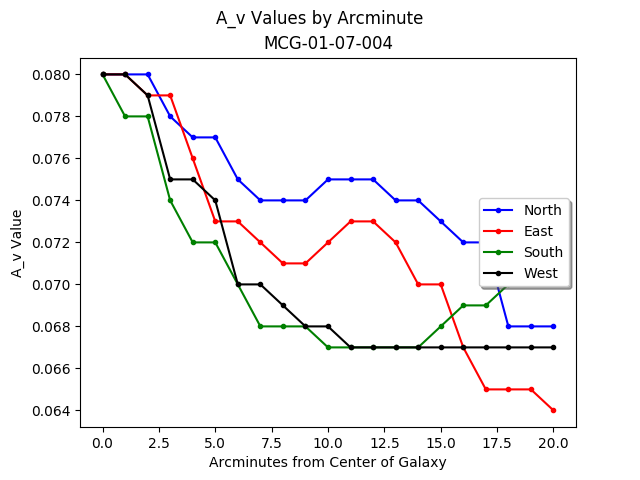 A_v Values by Arcminute
MCG-01-07-004
0.080
0.078
0.076
0.074
0.072
0.070
0.068
0.066
0.064
A_v Value
North
East
South
West
0.0 2.5 5.0 7.5 10.0 12.5 15.0 17.5 20.0
Arcminutes from Center of Galaxy